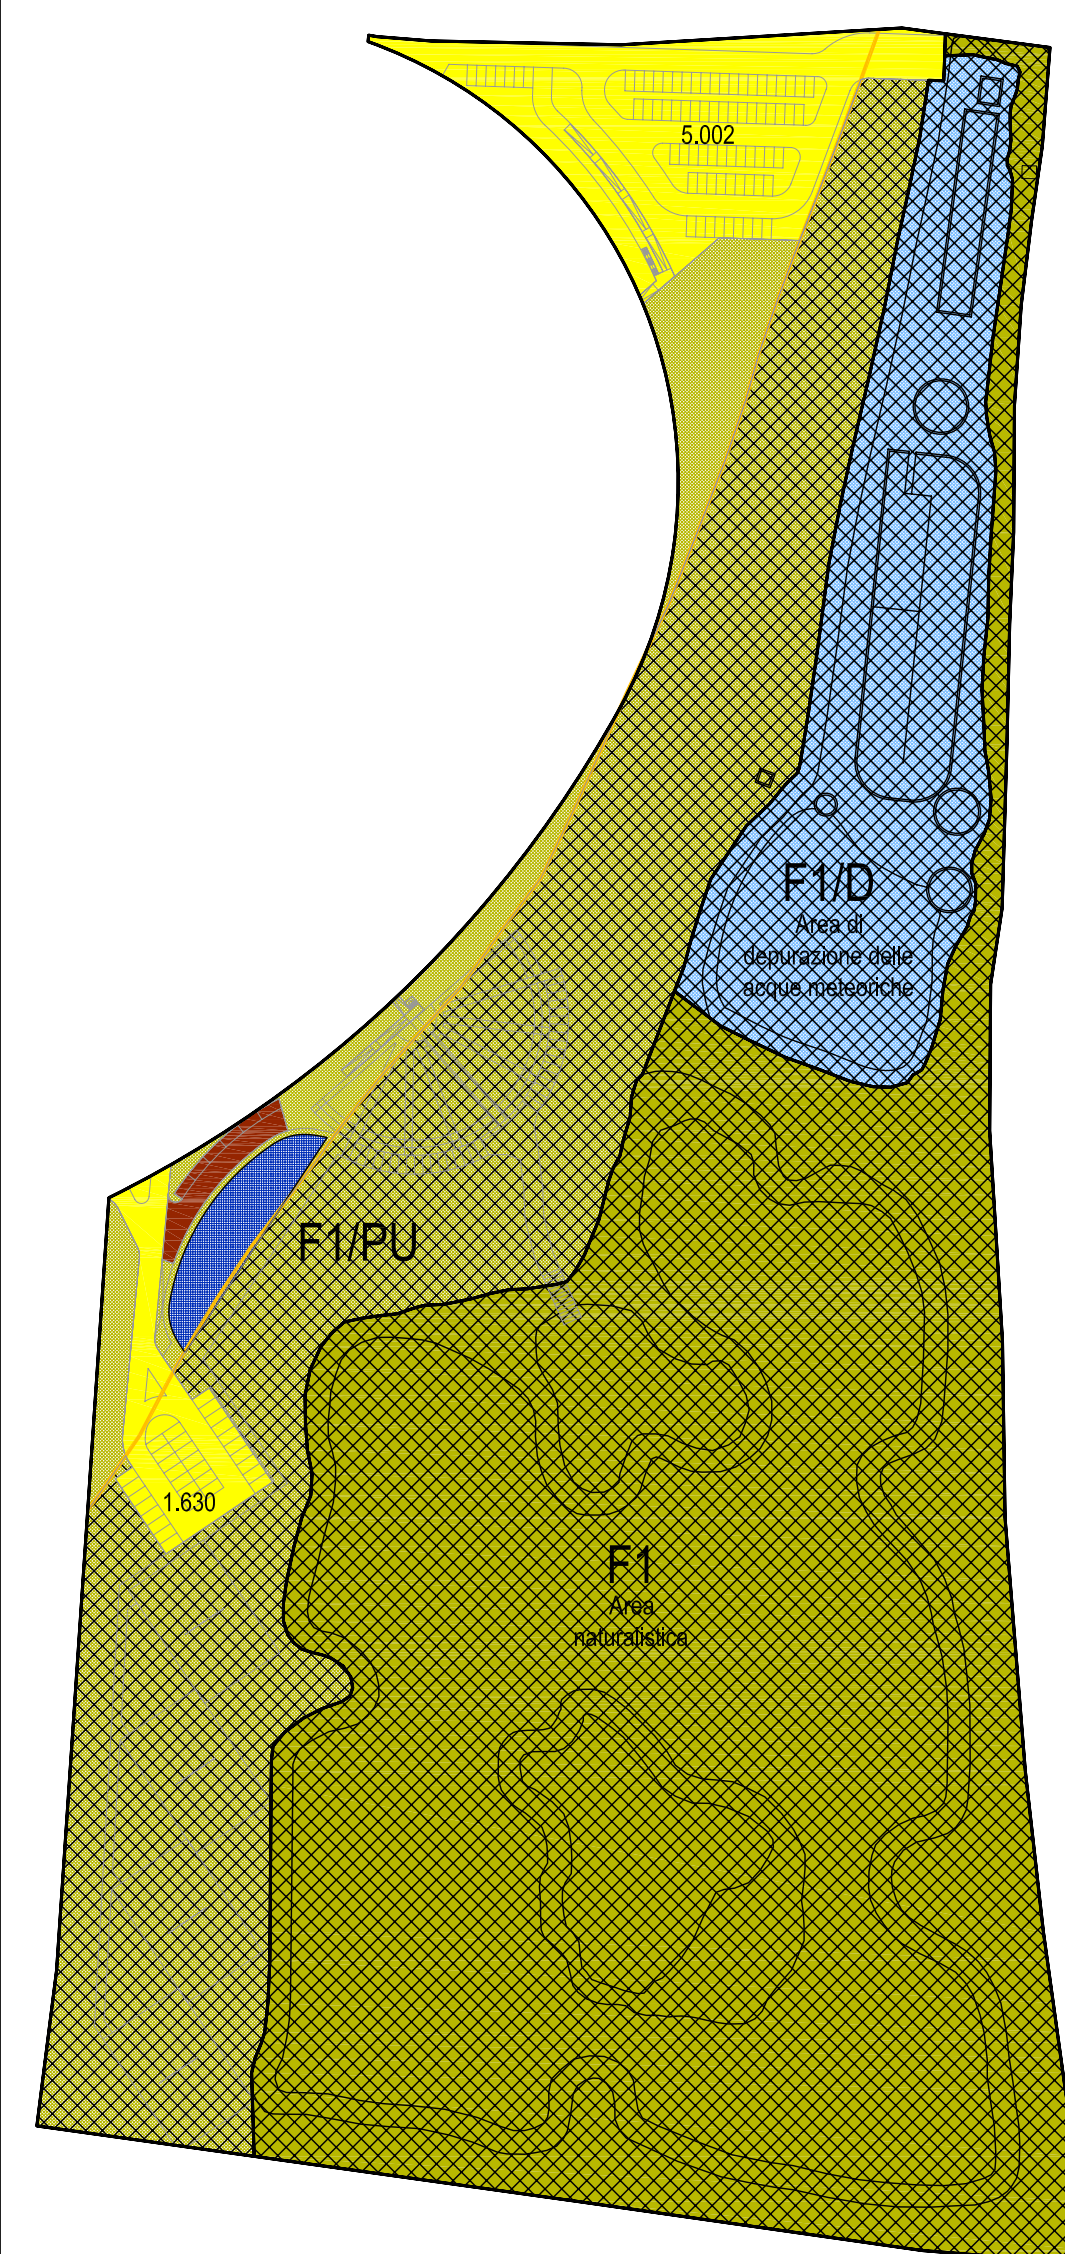 5.002
F1/D
Area di
depurazione delle
acque meteoriche
F1/PU
1.630
F1
Area
naturalistica